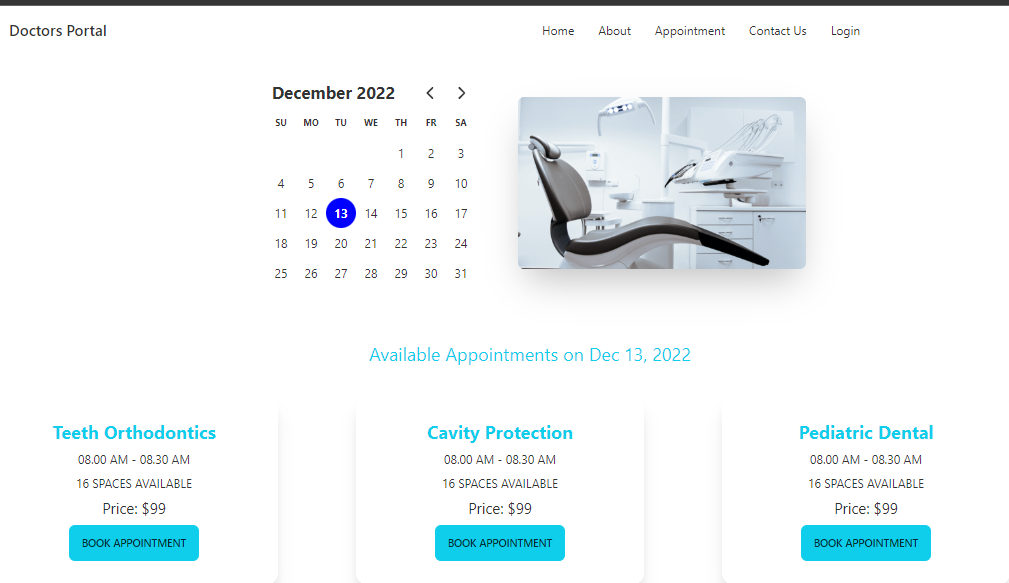 Doctors Portal Home About Appointment Contact Us Login
December 2022
SU MO TU WE TH FR SA
1 2 3
4 5 6 7 8 9 10
11 12 13 14 15 16 17
18 19 20 21 22 23 24
25 26 27 28 29 30 31
Available Appointments on Dec 13, 2022
Teeth Orthodontics
08.00 AM - 08.30 AM
16 SPACES AVAILABLE
Price: $99
BOOK APPOINTMENT
Cavity Protection
08.00 AM - 08.30 AM
16 SPACES AVAILABLE
Price: $99
BOOK APPOINTMENT
Pediatric Dental
08.00 AM - 08.30 AM
16 SPACES AVAILABLE
Price: $99
BOOK APPOINTMENT